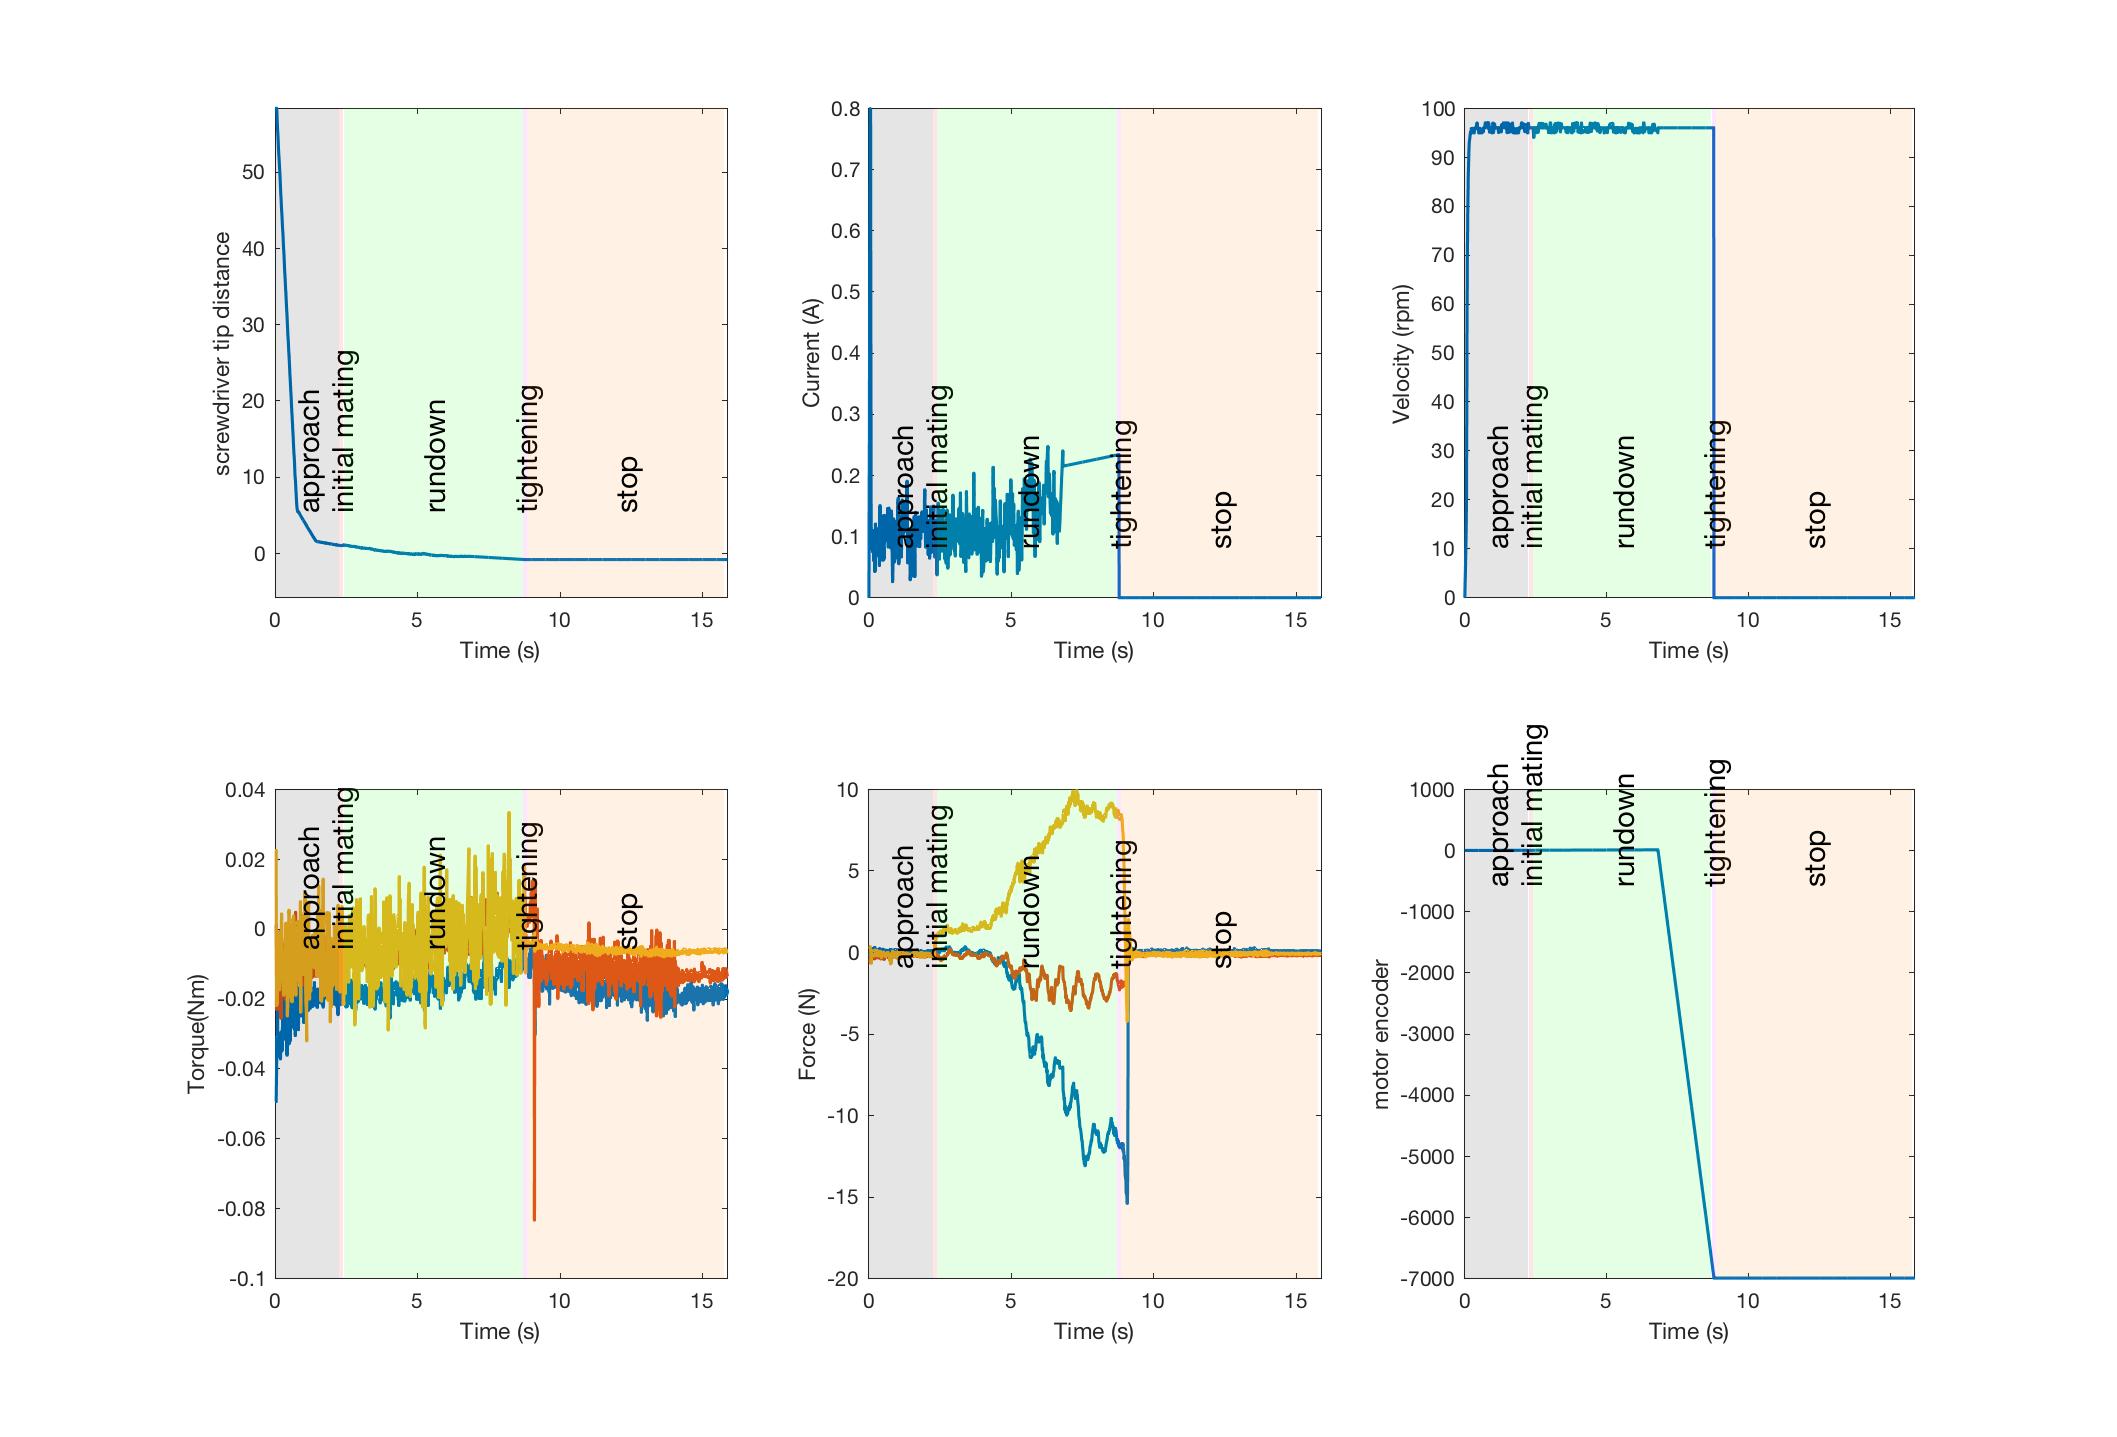 screwdriver tip distance
50
40
30
20
10
0
approach
initial mating
rundown
tightening
stop
0
5
10
15
Time (s)
Current (A)
0.8
0.7
0.6
0.5
0.4
0.3
0.2
0.1
0
approach
initial mating
rundown
tightening
stop
0
5
10
15
Time (s)
Velocity (rpm)
100
90
80
70
60
50
40
30
20
10
0
approach
initial mating
rundown
tightening
stop
0
5
10
15
Time (s)
Torque(Nm)
0.04
0.02
0
-0.02
-0.04
-0.06
-0.08
-0.1
approach
initial mating
rundown
tightening
stop
0
5
10
15
Time (s)
Force (N)
10
5
0
-5
-10
-15
-20
approach
initial mating
rundown
tightening
stop
0
5
10
15
Time (s)
motor encoder
1000
0
-1000
-2000
-3000
-4000
-5000
-6000
-7000
approach
initial mating
rundown
tightening
stop
0
5
10
15
Time (s)